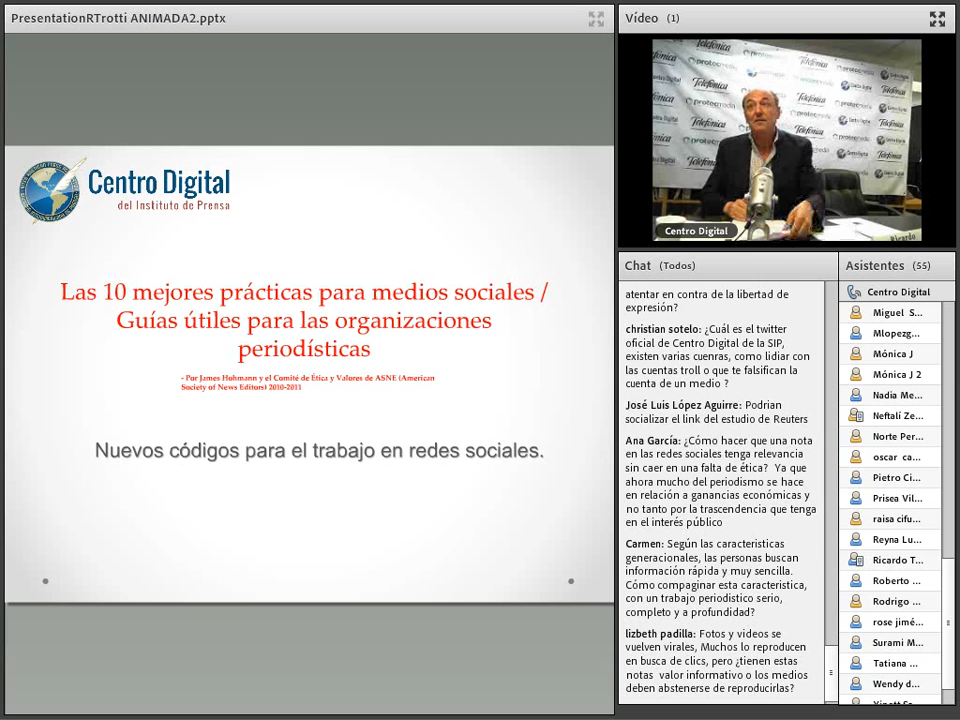 PresentationRTrotti ANIMADA2.pptx
Centro Digital
del Instituto de Prensa
Las 10 mejores prácticas para medios sociales /
Guías útiles para las organizaciones
periodísticas
- Por James Hohmann y el Comité de Ética y Valores de ASNE (American
Society of News Editors) 2010-2011
Nuevos códigos para el trabajo en redes sociales.
Vídeo (1)
Telefónica
protecmedia
Telefónica
Telefónica
protecmedia
Telefónica
Centro Digital
Ricardo
Chat (Todos)
atentar en contra de la libertad de
expresión?
christian sotelo: ¿Cuál es el twitter
oficial de Centro Digital de la SIP,
existen varias cuenras, como lidiar con
las cuentas troll o que te falsifican la
cuenta de un medio ?
José Luis López Aguirre: Podrian
socializar el link del estudio de Reuters
Ana García: ¿Cómo hacer que una nota
en las redes sociales tenga relevancia
sin caer en una falta de ética? Ya que
ahora mucho del periodismo se hace
en relación a ganancias económicas y
no tanto por la trascendencia que tenga
en el interés público
Carmen: Según las caracteristicas
generacionales, las personas buscan
información rápida y muy sencilla.
Cómo compaginar esta caracteristica,
con un trabajo periodistico serio,
completo y a profundidad?
lizbeth padilla: Fotos y videos se
vuelven virales, Muchos lo reproducen
en busca de clics, pero ¿tienen estas
notas valor informativo o los medios
deben abstenerse de reproducirlas?
Asistentes (55)
Centro Digital
Miguel S...
Mlopezg...
Mónica J
Mónica J 2
Nadia Me...
Neftalí Ze...
Norte Per...
oscar ca...
Pietro Ci...
Prisea Vil...
raisa cifu...
Reyna Lu...
Ricardo T...
Roberto ...
Rodrigo ...
rose jimé...
Surami M...
Tatiana ...
Wendy d...